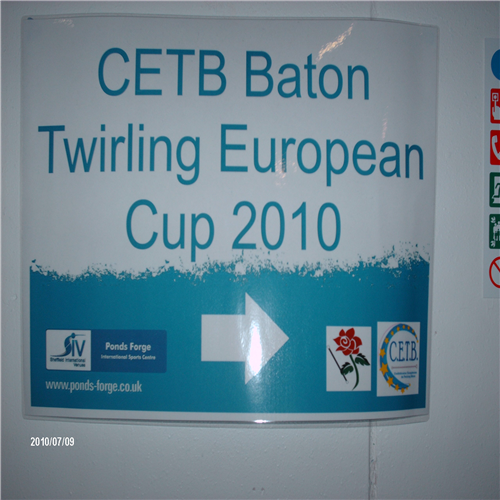 CETB Baton
Twirling European
Cup 2010
SIV
Sheffield International
Venues
Ponds Forge
International Sports Centre
www.ponds-forge.co.uk
C.E.T.B.
2010/07/09